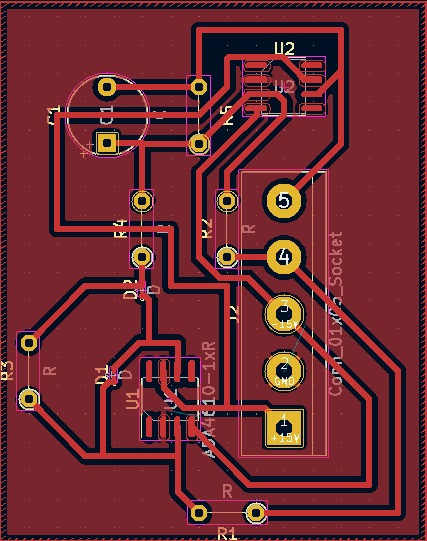 U2
U2
C1
C1
R5
5
R4
R2
R
4
D2
D
J2
3
-15V
Conn_01x05_Socket
R3
R
D1
D
2
GND
U1
ADA4610-1xR
1
+15V
R
R1